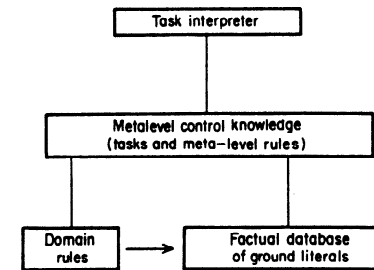 Task interpreter
Metalevel control knowledge
(tasks and meta-level rules)
Domain
rules
Factual database
of ground literals